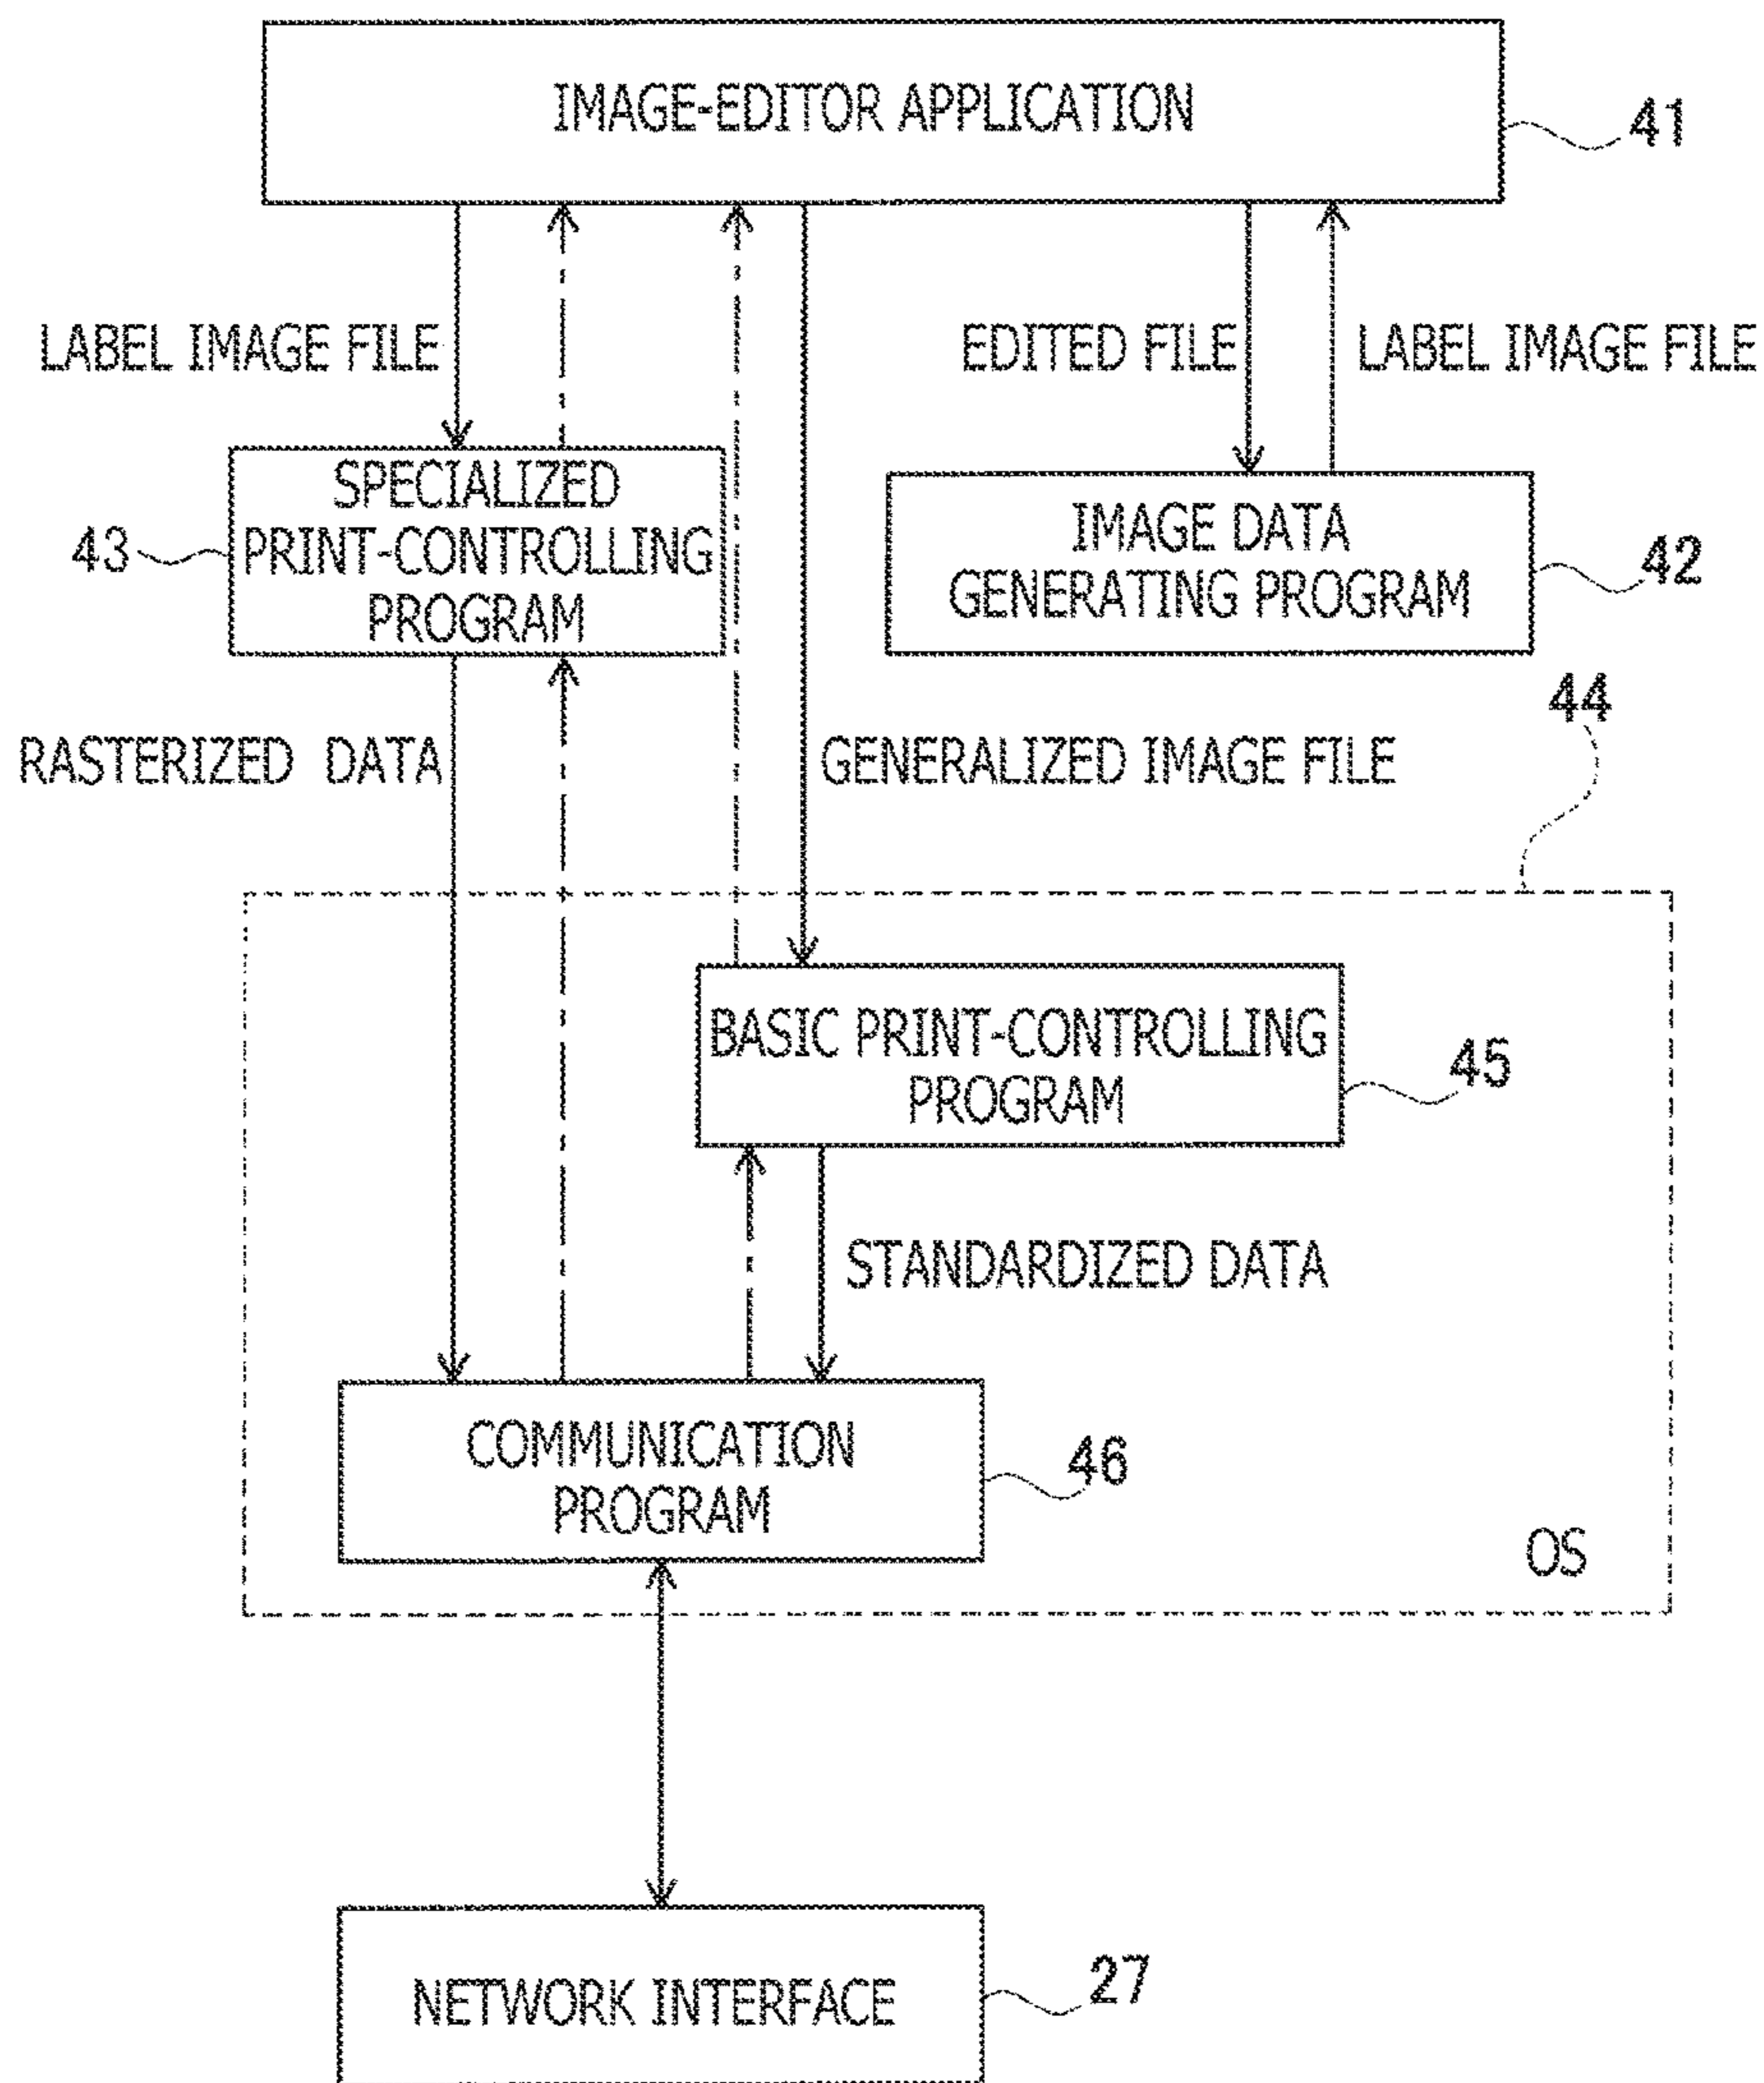 IMAGE-EDITOR APPLICATION
41
LABEL IMAGE FILE
EDITED FILE
LABEL IMAGE FILE
SPECIALIZED
PRINT-CONTROLLING
PROGRAM
43
IMAGE DATA
GENERATING PROGRAM
42
44
RASTERIZED DATA
GENERALIZED IMAGE FILE
BASIC PRINT-CONTROLLING
PROGRAM
45
STANDARDIZED DATA
COMMUNICATION
PROGRAM
46
OS
NETWORK INTERFACE
27